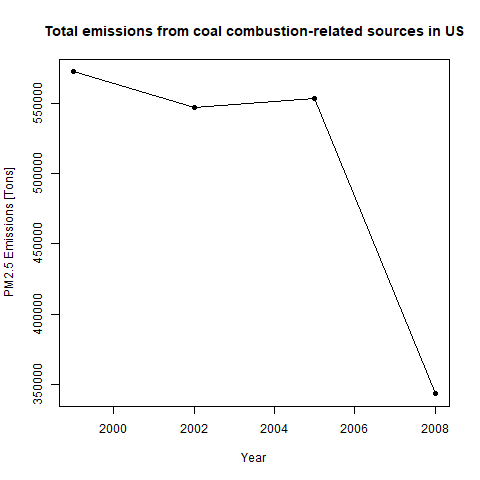 Total emissions from coal combustion-related sources in US
PM2.5 Emissions [Tons]
550000
500000
450000
400000
350000
2000 2002 2004 2006 2008
Year